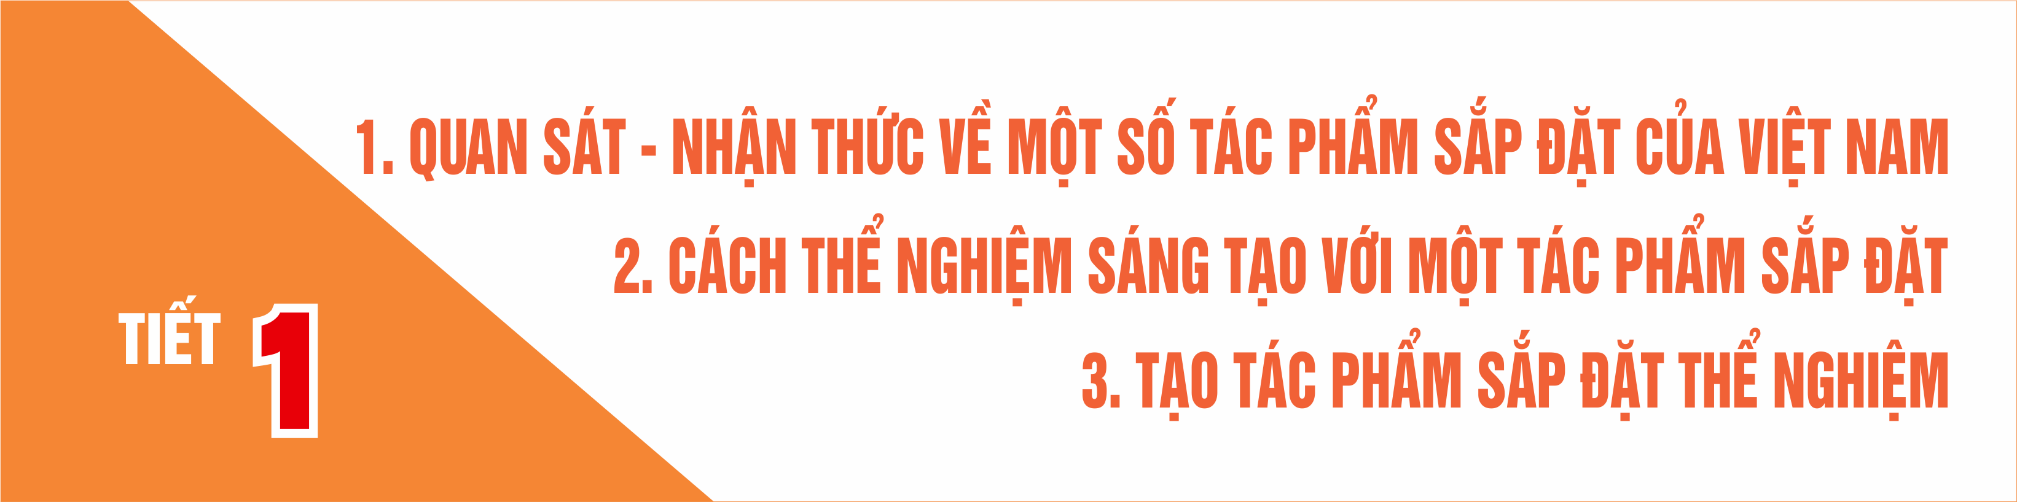 1. QUAN SÁT - NHẬN THỨC VỀ MỘT SỐ TÁC PHẨM SẮP ĐẶT CỦA VIỆT NAM
2. CÁCH THỂ NGHIỆM SÁNG TẠO VỚI MỘT TÁC PHẨM SẮP ĐẶT
TIẾT 1
3. TẠO TÁC PHẨM SẮP ĐẶT THỂ NGHIỆM